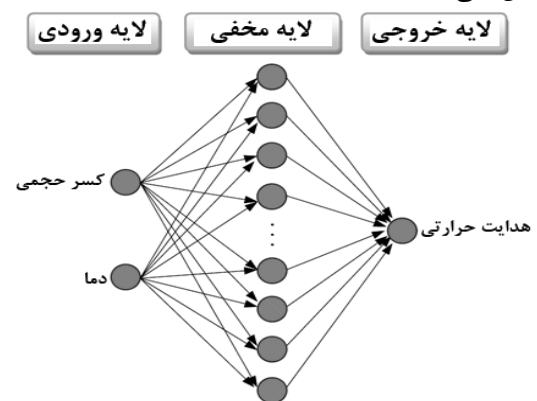 لایه ورودی
لایه مخفی
لایه خروجی
کسر حجمی
دما
هدایت حرارتی